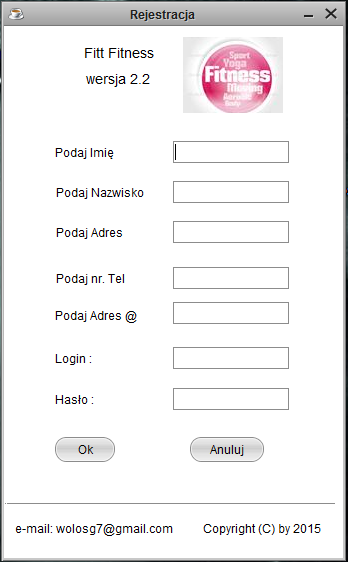 Rejestracja
Fitt Fitness
wersja 2.2
Sport
Yoga
Fitness
Moving
Body
Podaj Imię
Podaj Nazwisko
Podaj Adres
Podaj nr. Tel
Podaj Adres @
Login :
Hasło :
Ok Anuluj
e-mail: wolosg7@gmail.com Copyright (C) by 2015